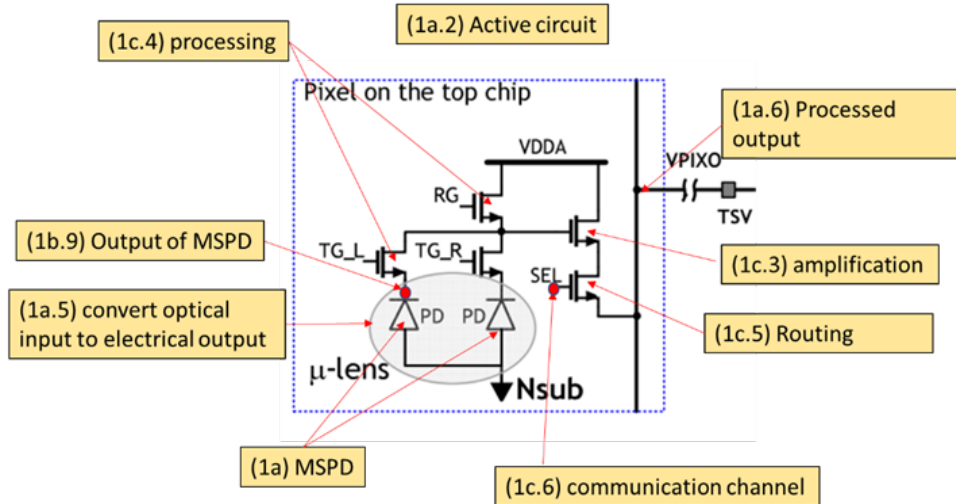 (1a.2) Active circuit
(1c.4) processing
Pixel on the top chip
(1a.6) Processed
output
VDDA
VPIXO
RG
TSV
(1b.9) Output of MSPD
TG_L
TG_R
(1c.3) amplification
SEL
(1a.5) convert optical
input to electrical output
PD
PD
(1c.5) Routing
μ-lens
Nsub
(1a) MSPD
(1c.6) communication channel